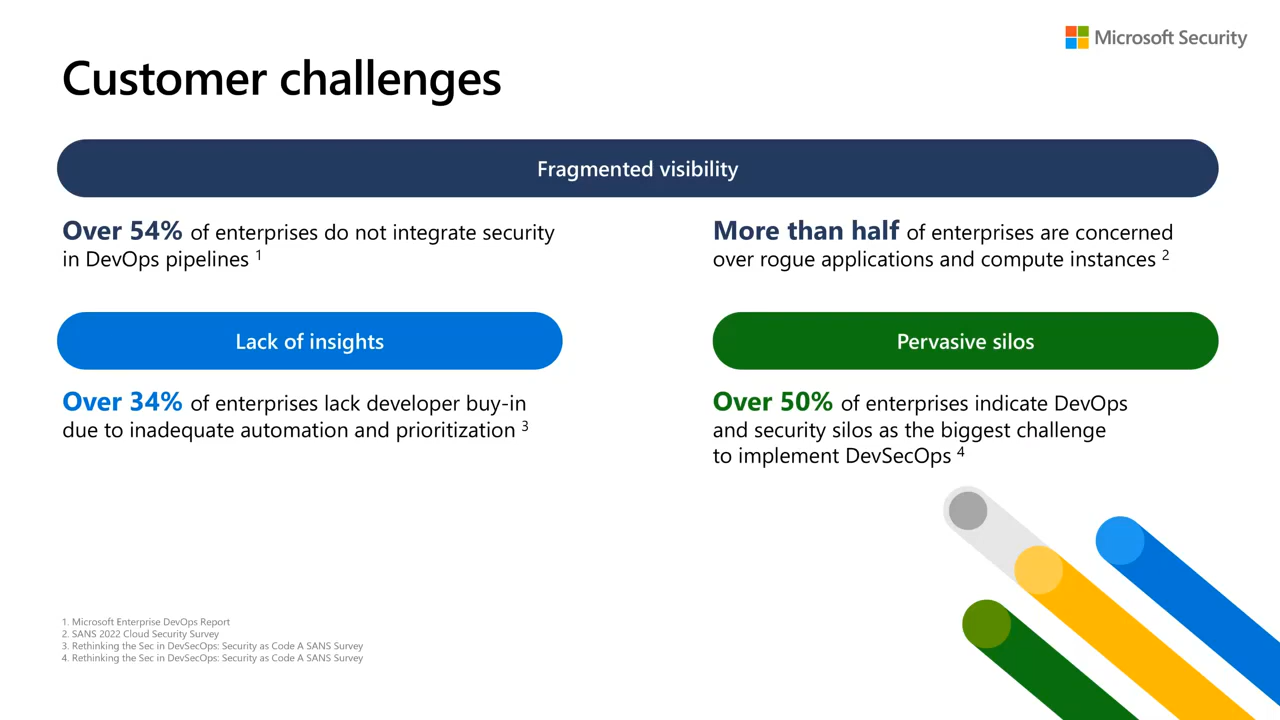 Microsoft Security
Customer challenges
Fragmented visibility
Over 54% of enterprises do not integrate security
in DevOps pipelines 1
More than half of enterprises are concerned
over rogue applications and compute instances 2
Lack of insights
Over 34% of enterprises lack developer buy-in
due to inadequate automation and prioritization 3
Pervasive silos
Over 50% of enterprises indicate DevOps
and security silos as the biggest challenge
to implement DevSecOps 4
1. Microsoft Enterprise DevOps Report
2. SANS 2022 Cloud Security Survey
3. Rethinking the Sec in DevSecOps: Security as Code A SANS Survey
4. Rethinking the Sec in DevSecOps: Security as Code A SANS Survey